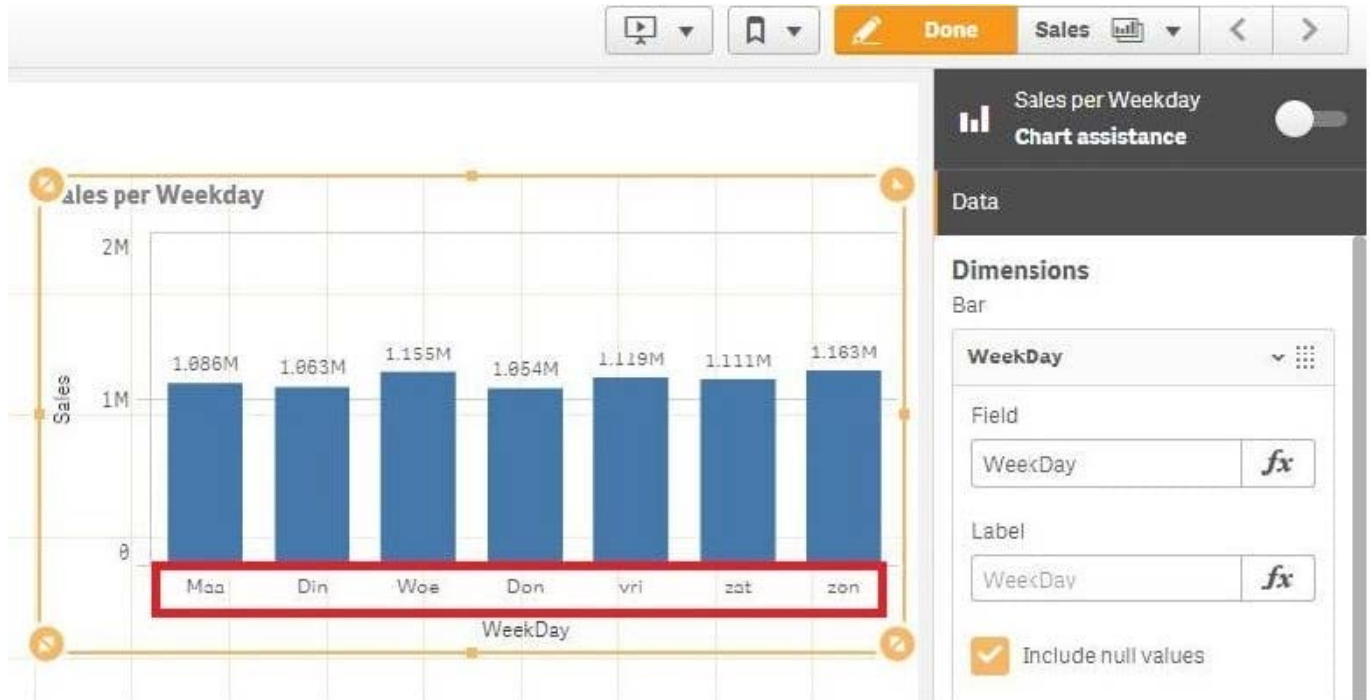 Done
Sales
Sales per Weekday
Chart assistance
Data
Dimensions
Bar
WeekDay
Field
WeekDay
fx
Label
WeekDay
fx
Include null values
ales per Weekday
2M
1M
0
Sales
1.086M 1.063M 1.155M 1.054M 1.119M 1.111M 1.163M
Maa Din Woe Don vri zat zon
WeekDay